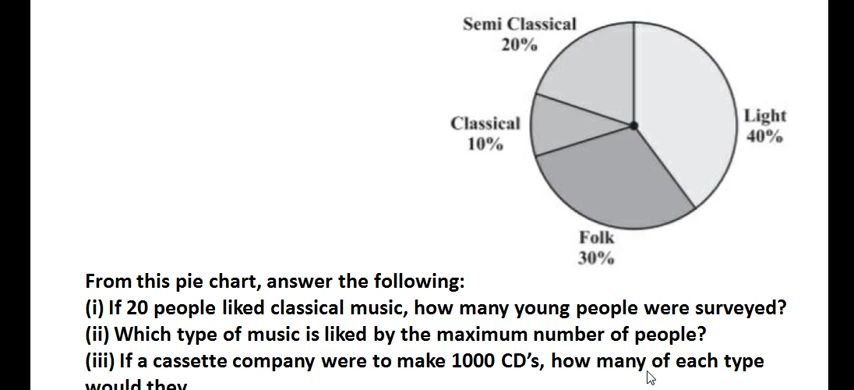 Semi Classical
20%
Light
40%
Classical
10%
Folk
30%
From this pie chart, answer the following:
(i) If 20 people liked classical music, how many young people were surveyed?
(ii) Which type of music is liked by the maximum number of people?
(iii) If a cassette company were to make 1000 CD’s, how many of each type
would they